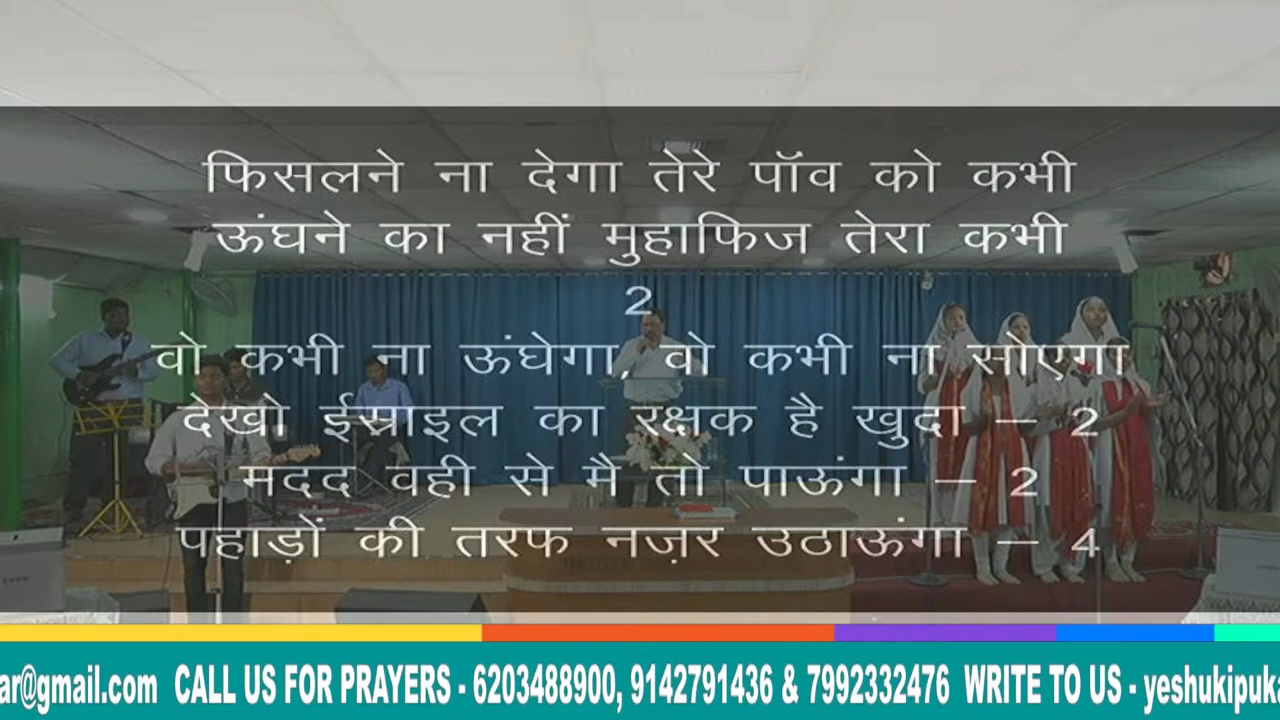 फिसलने ना देगा तेरे पॉव को कभी
ऊंघने का नहीं मुहाफिज तेरा कभी
2
वो कभी ना ऊंघेगा, वो कभी ना सोएगा
देखो ईस्राइल का रक्षक है खुदा – 2
मदद वही से मै तो पाऊंगा – 2
पहाड़ों की तरफ नज़र उठाऊंगा – 4
ar@gmail.com CALL US FOR PRAYERS - 6203488900, 9142791436 & 7992332476 WRITE TO US - yeshukipuka